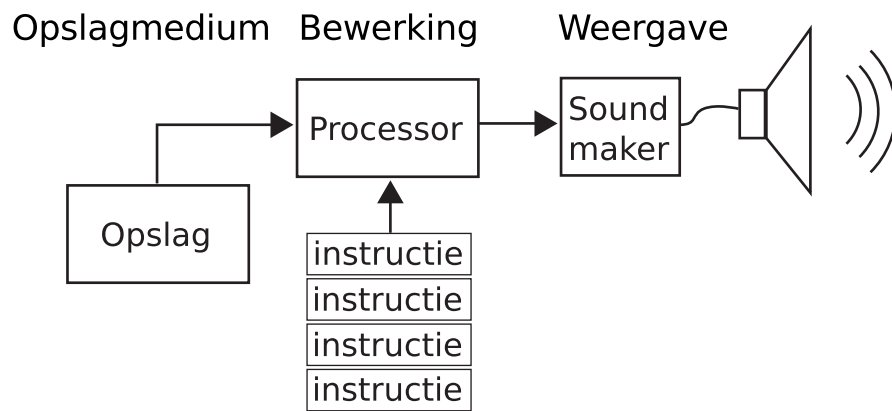 Opslagmedium Bewerking Weergave
Opslag
Processor
instructie
instructie
instructie
instructie
Sound
maker